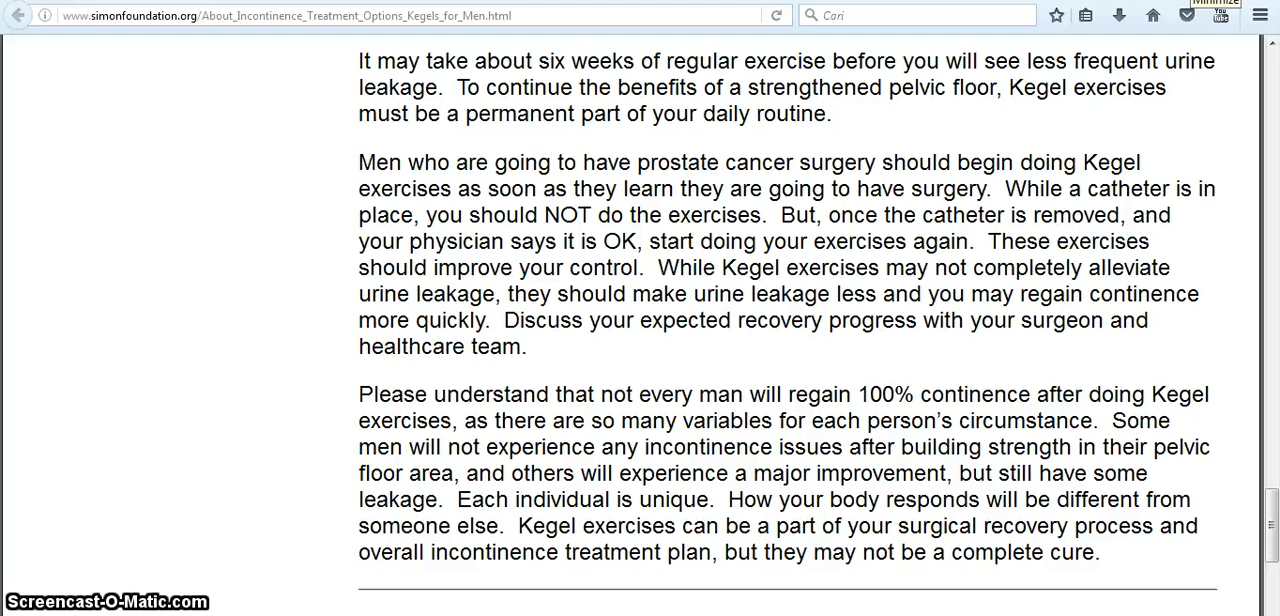 Minimize
www.simonfoundation.org/About_Incontinence_Treatment_Options_Kegels_for_Men.html
Cari
You
Tube
It may take about six weeks of regular exercise before you will see less frequent urine
leakage.  To continue the benefits of a strengthened pelvic floor, Kegel exercises
must be a permanent part of your daily routine.
Men who are going to have prostate cancer surgery should begin doing Kegel
exercises as soon as they learn they are going to have surgery.  While a catheter is in
place, you should NOT do the exercises.  But, once the catheter is removed, and
your physician says it is OK, start doing your exercises again.  These exercises
should improve your control.  While Kegel exercises may not completely alleviate
urine leakage, they should make urine leakage less and you may regain continence
more quickly.  Discuss your expected recovery progress with your surgeon and
healthcare team.
Please understand that not every man will regain 100% continence after doing Kegel
exercises, as there are so many variables for each person’s circumstance.  Some
men will not experience any incontinence issues after building strength in their pelvic
floor area, and others will experience a major improvement, but still have some
leakage.  Each individual is unique.  How your body responds will be different from
someone else.  Kegel exercises can be a part of your surgical recovery process and
overall incontinence treatment plan, but they may not be a complete cure.
Screencast-O-Matic.com